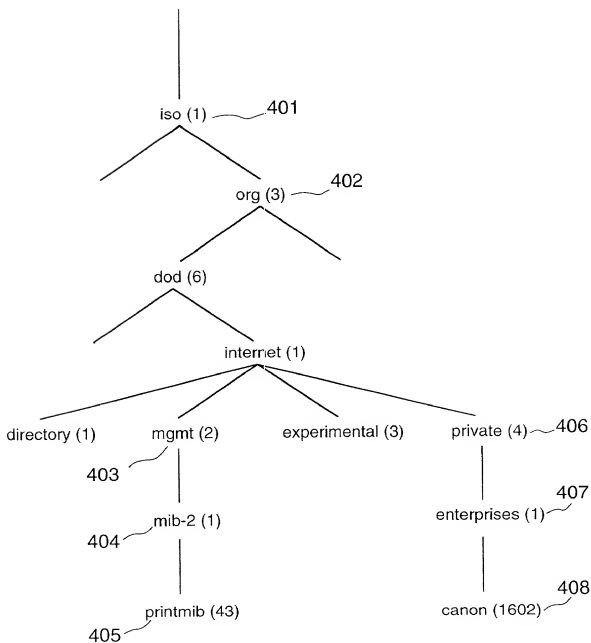 iso (1) 401
org (3) 402
dod (6)
internet (1)
directory (1) mgmt (2) experimental (3) private (4) 406
403
enterprises (1) 407
mib-2 (1)
404
printmib (43)
405
canon (1602) 408